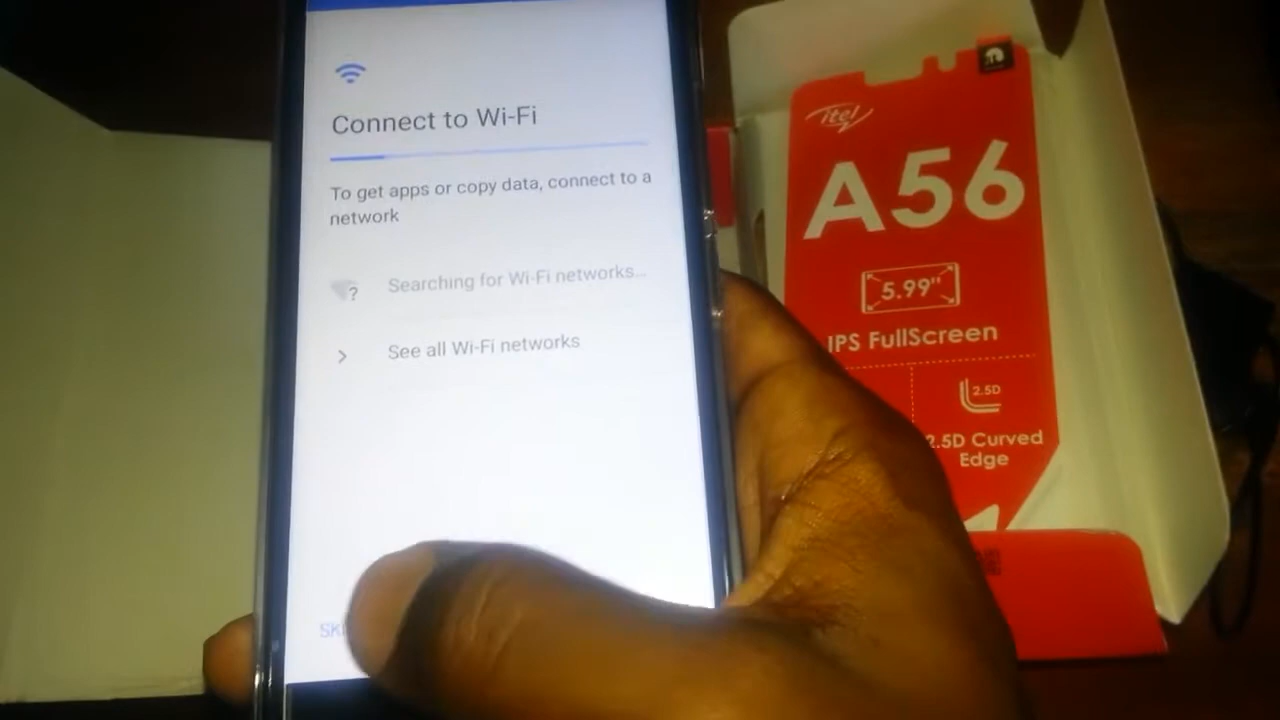 Connect to Wi-Fi
To get apps or copy data, connect to a
network
Searching for Wi-Fi networks...
?
See all Wi-Fi networks
SKI
itel
A56
5.99"
IPS FullScreen
2.5D
2.5D Curved
Edge